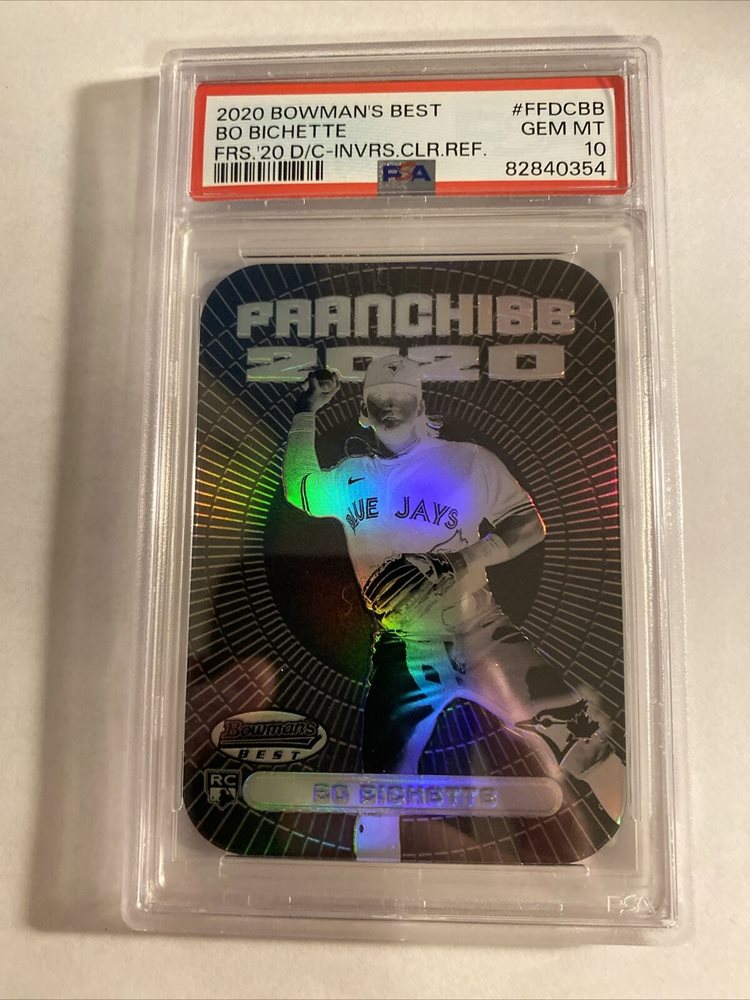 2020 BOWMAN'S BEST #FFDCBB
BO BICHETTE GEM MT
FRS.'20 D/C-INVRS.CLR.REF. 10
PSA 82840354
FRANCHISE
2020
BLUE JAYS
Bowman's
BEST
RC
BO BICHETTE
PSA